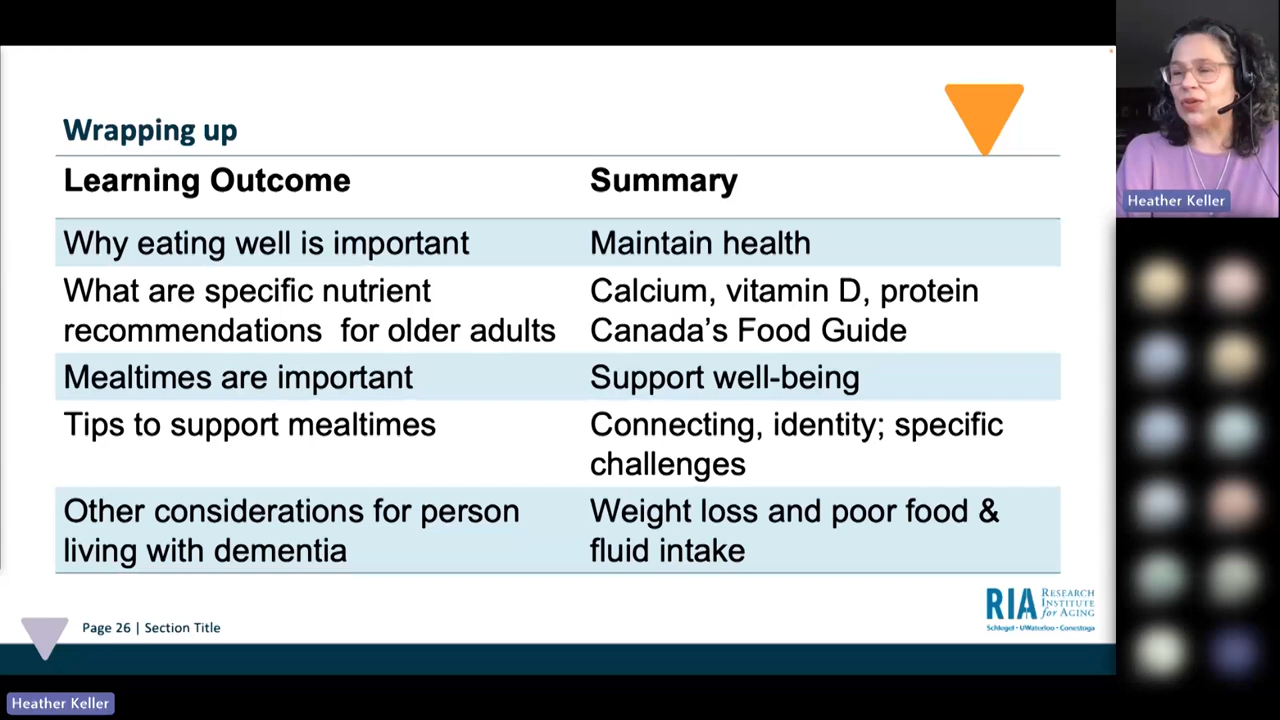 Wrapping up
Learning Outcome
Summary
Why eating well is important
Maintain health
What are specific nutrient
recommendations for older adults
Calcium, vitamin D, protein
Canada's Food Guide
Mealtimes are important
Support well-being
Tips to support mealtimes
Connecting, identity; specific
challenges
Other considerations for person
living with dementia
Weight loss and poor food &
fluid intake
RIA RESEARCH
INSTITUTE
for AGING
Schlegel • UWaterloo • Conestoga
Page 26 | Section Title
Heather Keller
Heather Keller